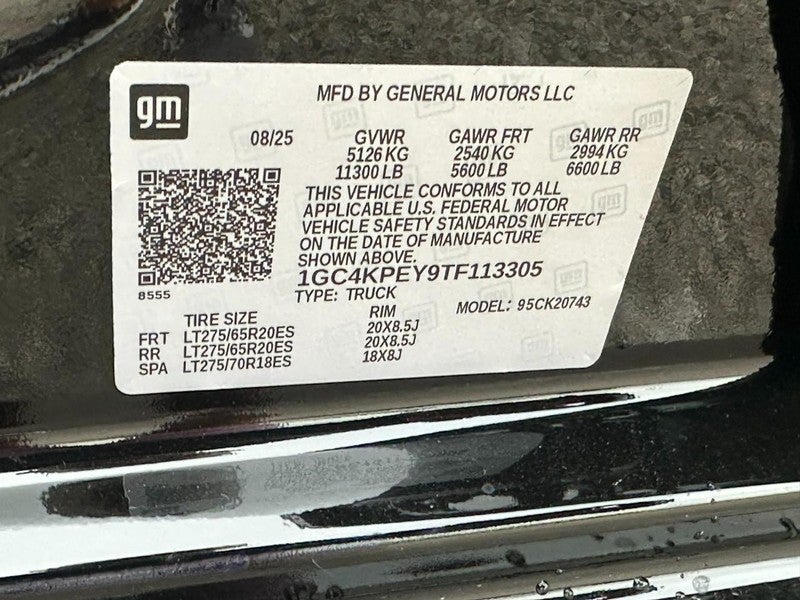 gm
MFD BY GENERAL MOTORS LLC
08/25 GVWR GAWR FRT GAWR RR
5126 KG 2540 KG 2994 KG
11300 LB 5600 LB 6600 LB
THIS VEHICLE CONFORMS TO ALL
APPLICABLE U.S. FEDERAL MOTOR
VEHICLE SAFETY STANDARDS IN EFFECT
ON THE DATE OF MANUFACTURE
SHOWN ABOVE.
8555
1GC4KPEY9TF113305
TYPE: TRUCK MODEL: 95CK20743
TIRE SIZE RIM
FRT LT275/65R20ES 20X8.5J
RR LT275/65R20ES 20X8.5J
SPA LT275/70R18ES 18X8J